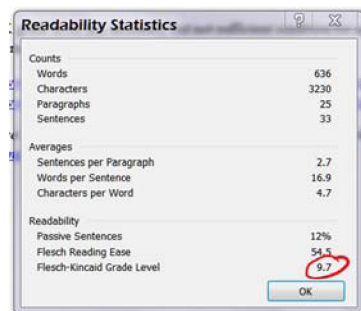 Readability Statistics
Counts
Words 636
Characters 3230
Paragraphs 25
Sentences 33
Averages
Sentences per Paragraph 2.7
Words per Sentence 16.9
Characters per Word 4.7
Readability
Passive Sentences 12%
Flesch Reading Ease 54.5
Flesch-Kincaid Grade Level 9.7
OK